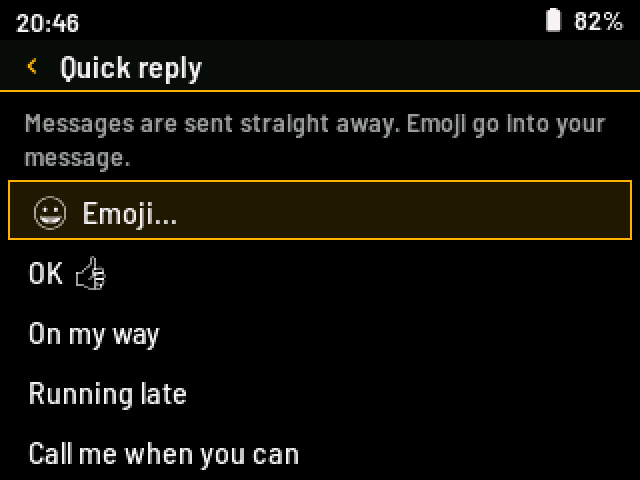 20:46
82%
Quick reply
Messages are sent straight away. Emoji go into your
message.
😀 Emoji...
OK 👍
On my way
Running late
Call me when you can